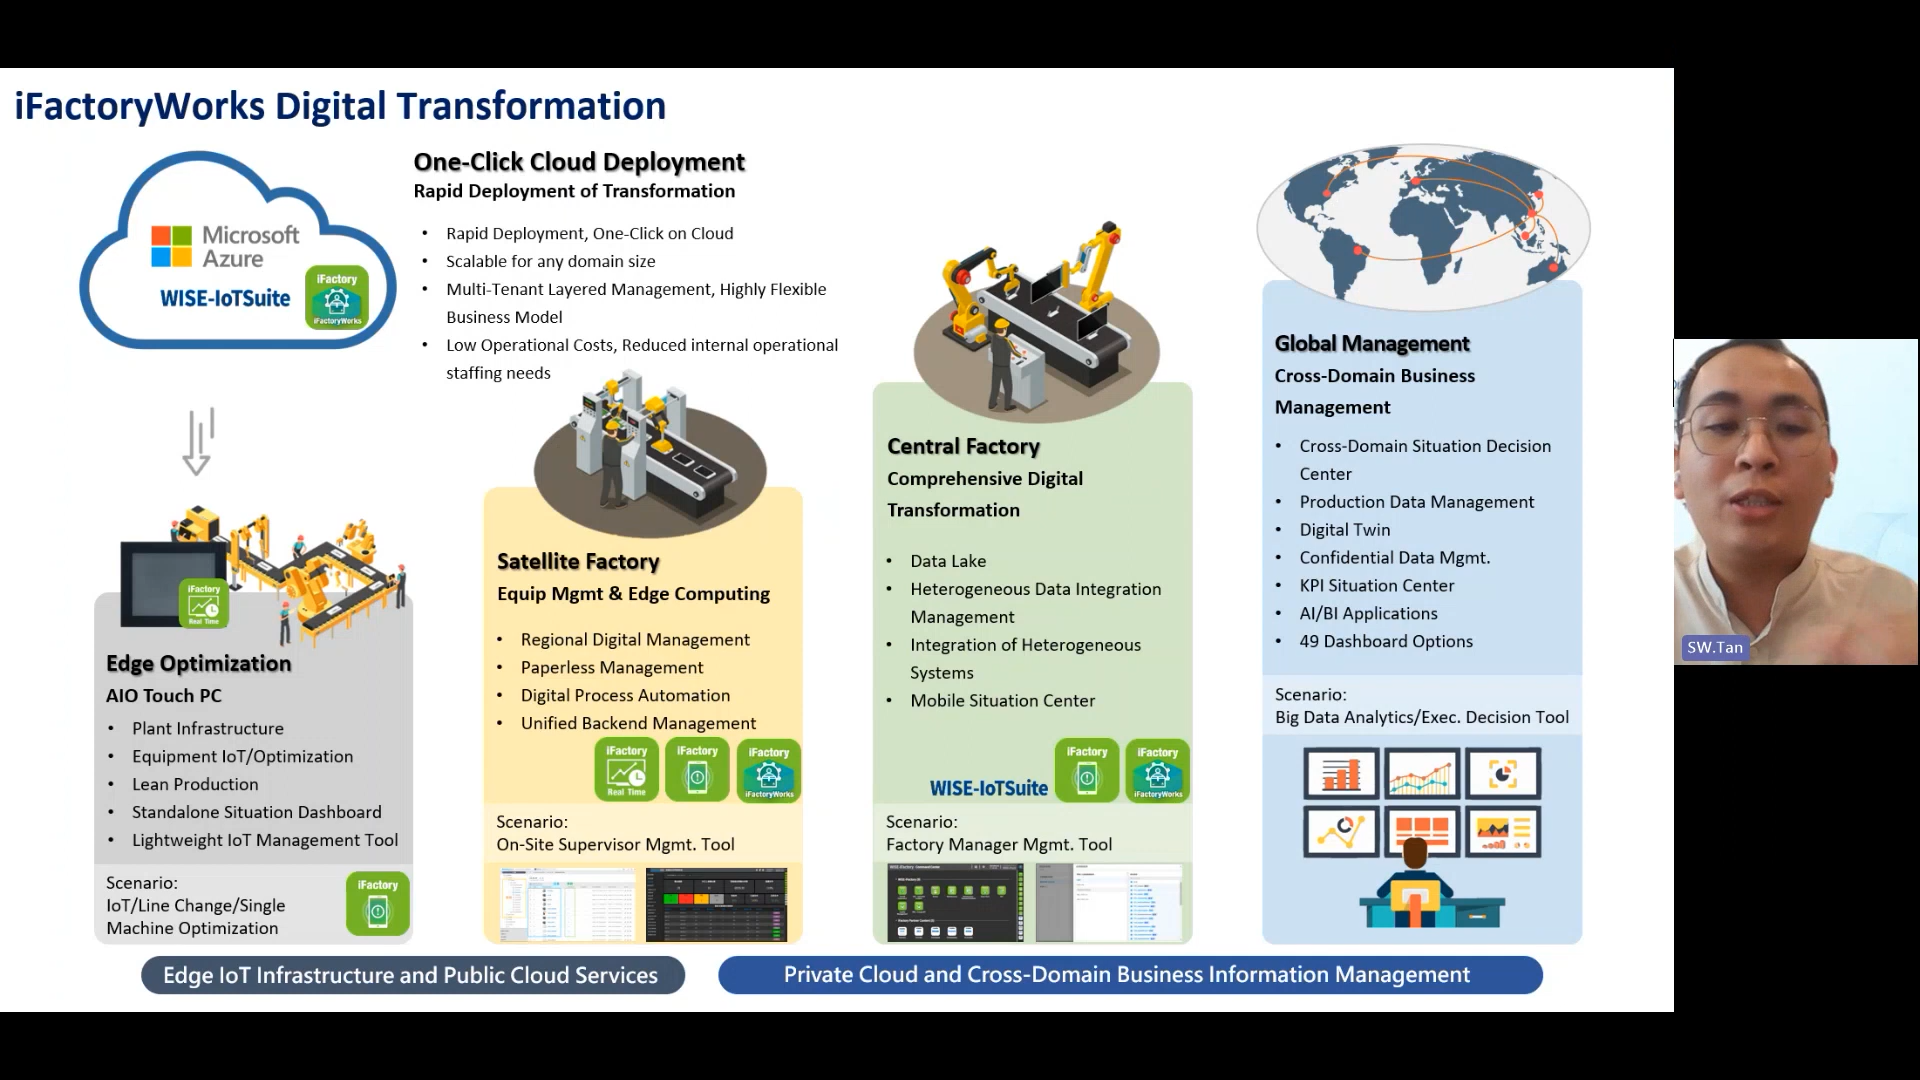 iFactoryWorks Digital Transformation
Microsoft
Azure
WISE-IoTSuite
iFactory
iFactoryWorks
One-Click Cloud Deployment
Rapid Deployment of Transformation
• Rapid Deployment, One-Click on Cloud
• Scalable for any domain size
• Multi-Tenant Layered Management, Highly Flexible
Business Model
• Low Operational Costs, Reduced internal operational
staffing needs
iFactory
Real Time
Edge Optimization
AIO Touch PC
• Plant Infrastructure
• Equipment IoT/Optimization
• Lean Production
• Standalone Situation Dashboard
• Lightweight IoT Management Tool
Scenario:
IoT/Line Change/Single
Machine Optimization
iFactory
Satellite Factory
Equip Mgmt & Edge Computing
• Regional Digital Management
• Paperless Management
• Digital Process Automation
• Unified Backend Management
iFactory
Real Time
iFactory
iFactory
iFactoryWorks
Scenario:
On-Site Supervisor Mgmt. Tool
Central Factory
Comprehensive Digital
Transformation
• Data Lake
• Heterogeneous Data Integration
Management
• Integration of Heterogeneous
Systems
• Mobile Situation Center
WISE-IoTSuite
iFactory
iFactory
iFactoryWorks
Scenario:
Factory Manager Mgmt. Tool
Global Management
Cross-Domain Business
Management
• Cross-Domain Situation Decision
Center
• Production Data Management
• Digital Twin
• Confidential Data Mgmt.
• KPI Situation Center
• AI/BI Applications
• 49 Dashboard Options
Scenario:
Big Data Analytics/Exec. Decision Tool
Edge IoT Infrastructure and Public Cloud Services
Private Cloud and Cross-Domain Business Information Management
SW.Tan